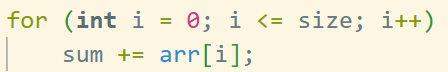 for (int i = 0; i <= size; i++)
    sum += arr[i];